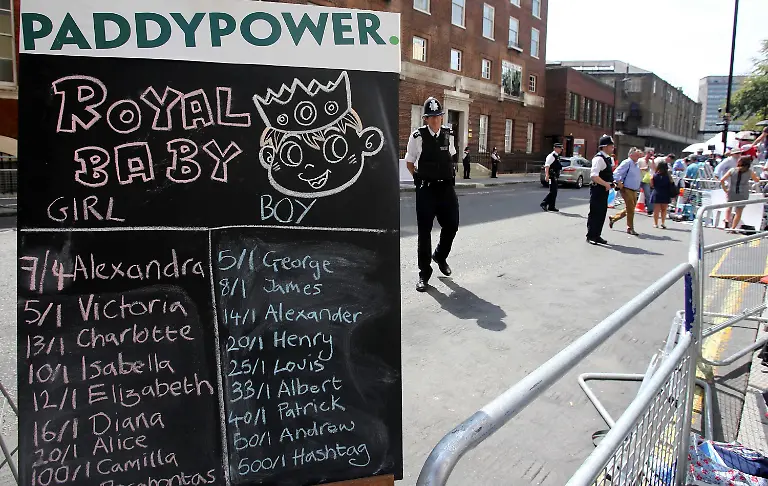 PADDYPOWER.
ROYAL
BABY
GIRL
BOY
7/4 Alexandra
5/1 Victoria
13/1 Charlotte
10/1 Isabella
12/1 Elizabeth
16/1 Diana
20/1 Alice
100/1 Camilla
Pocahontas
5/1 George
8/1 James
14/1 Alexander
20/1 Henry
25/1 Louis
33/1 Albert
40/1 Patrick
50/1 Andrew
500/1 Hashtag